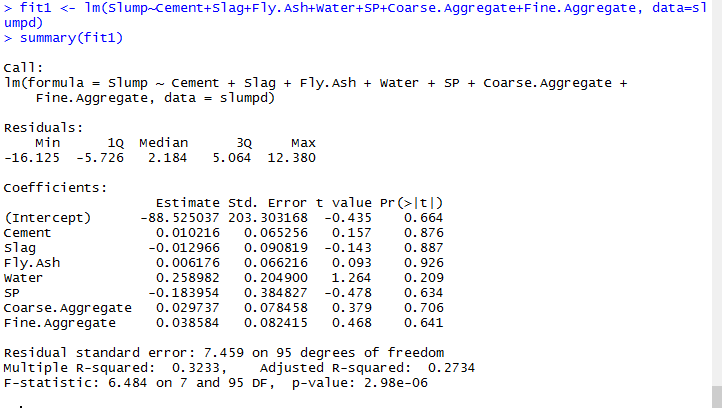 > fit1 <- lm(Slump~Cement+Slag+Fly.Ash+Water+SP+Coarse.Aggregate+Fine.Aggregate, data=sl
umpd)
> summary(fit1)
Call:
lm(formula = Slump ~ Cement + Slag + Fly.Ash + Water + SP + Coarse.Aggregate +
    Fine.Aggregate, data = slumpd)
Residuals:
    Min      1Q  Median      3Q     Max
-16.125  -5.726   2.184   5.064  12.380
Coefficients:
                   Estimate Std. Error t value Pr(>|t|)
(Intercept)      -88.525037 203.303168  -0.435    0.664
Cement             0.010216   0.065256   0.157    0.876
Slag              -0.012966   0.090819  -0.143    0.887
Fly.Ash            0.006176   0.066216   0.093    0.926
Water              0.258982   0.204900   1.264    0.209
SP                -0.183954   0.384827  -0.478    0.634
Coarse.Aggregate   0.029737   0.078458   0.379    0.706
Fine.Aggregate     0.038584   0.082415   0.468    0.641
Residual standard error: 7.459 on 95 degrees of freedom
Multiple R-squared:  0.3233,    Adjusted R-squared:  0.2734
F-statistic: 6.484 on 7 and 95 DF,  p-value: 2.98e-06